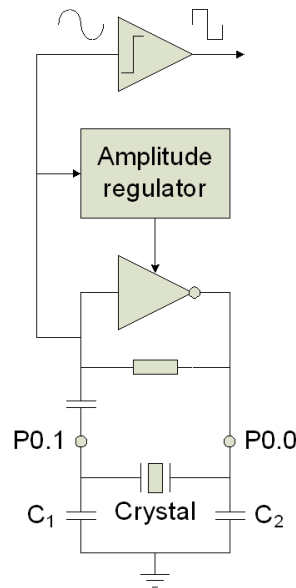 Amplitude
regulator
P0.1
P0.0
C₁
Crystal
C₂